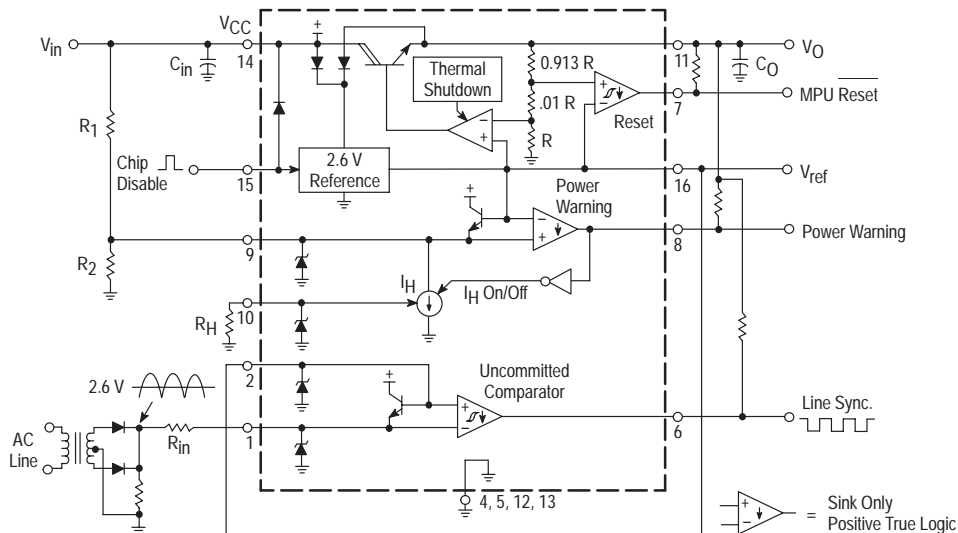 Vin
VCC
14
Cin
Thermal
Shutdown
0.913 R
.01 R
R
Reset
11
VO
CO
7
MPU Reset
R1
Chip
Disable
15
2.6 V
Reference
16
Vref
Power
Warning
8
Power Warning
9
R2
IH
IH On/Off
10
RH
2
Uncommitted
Comparator
2.6 V
AC
Line
Rin
1
6
Line Sync.
4, 5, 12, 13
= Sink Only
Positive True Logic
+
+
-
+
+
-
+
-
+
+
+
-
+
-